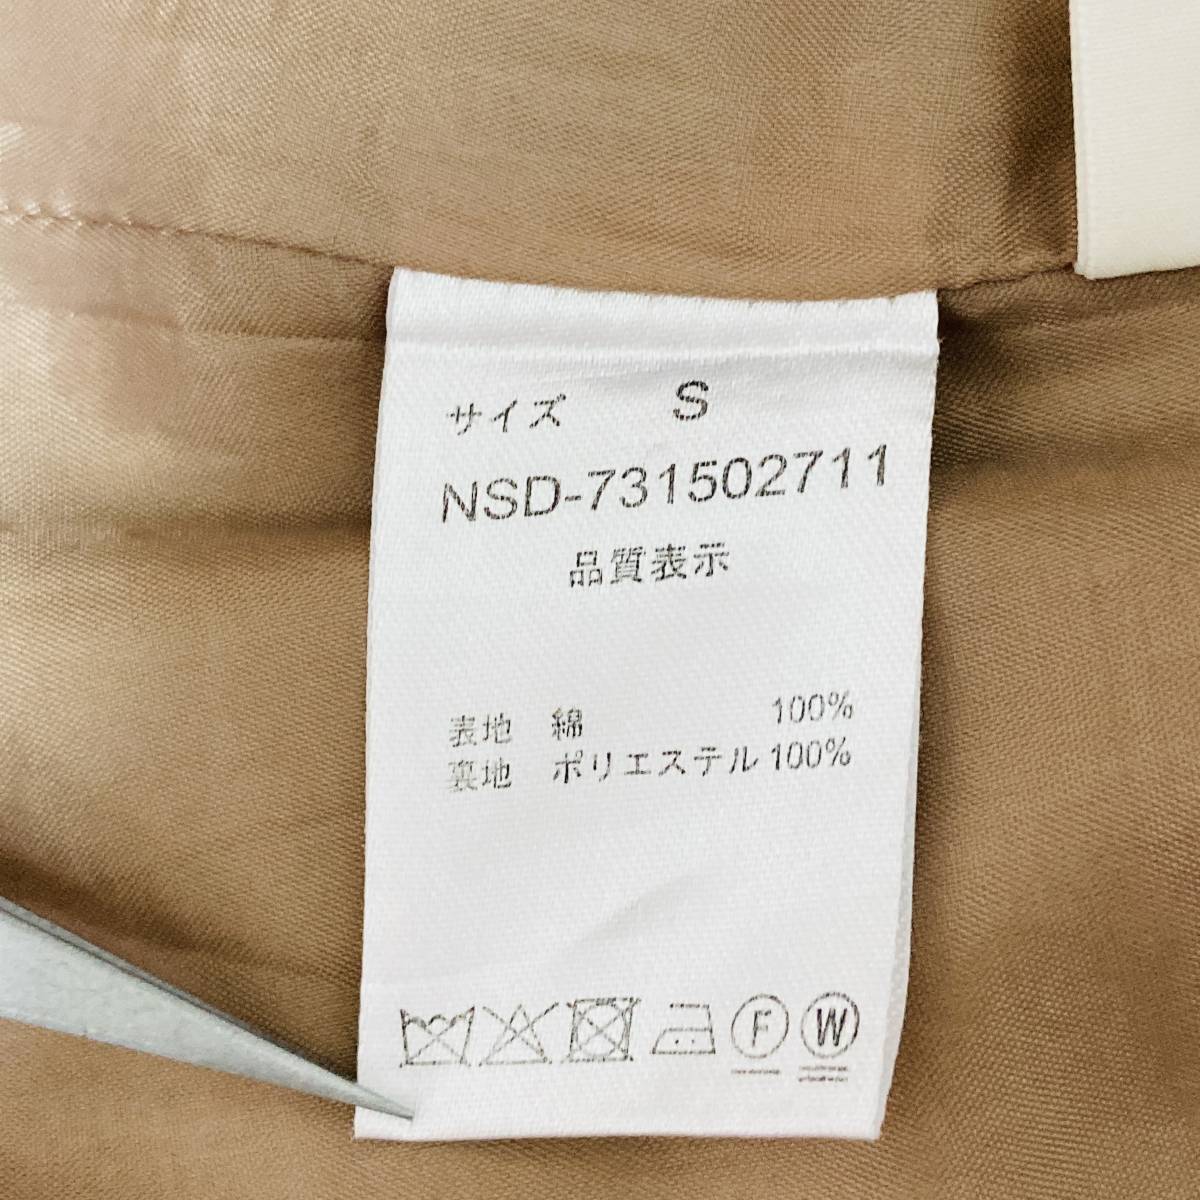 サイズ S
NSD-731502711
品質表示
表地 綿 100%
裏地 ポリエステル 100%
F W